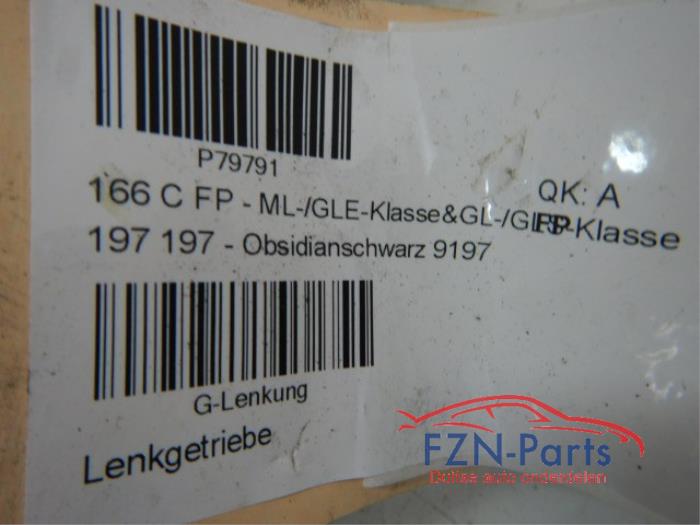 P79791
QK: A
166 C FP - ML-/GLE-Klasse&GL-/GLS-Klasse
FP
197 197 - Obsidianschwarz 9197
G-Lenkung
Lenkgetriebe
FZN-Parts
Duitse auto onderdelen